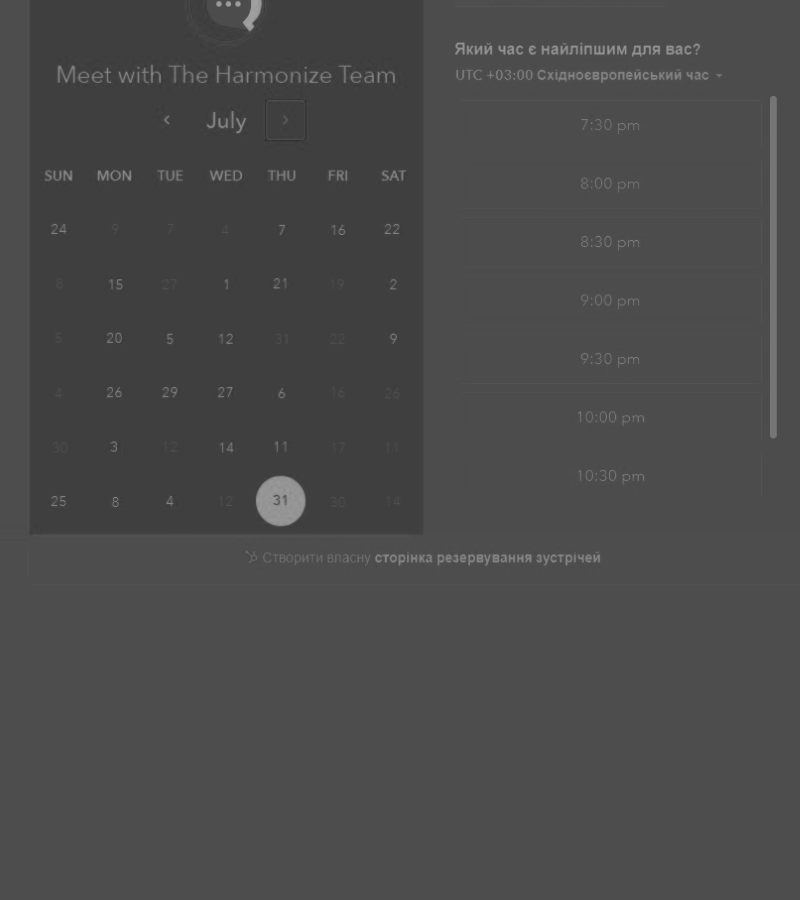 Meet with The Harmonize Team
July
SUN MON TUE WED THU FRI SAT
24 9 7 4 7 16 22
8 15 27 1 21 19 2
5 20 5 12 31 22 9
4 26 29 27 6 16 26
30 3 12 14 11 17 11
25 8 4 12 31 30 14
Який час є найліпшим для вас?
UTC +03:00 Східноєвропейський час
7:30 pm
8:00 pm
8:30 pm
9:00 pm
9:30 pm
10:00 pm
10:30 pm
Створити власну сторінка резервування зустрічей